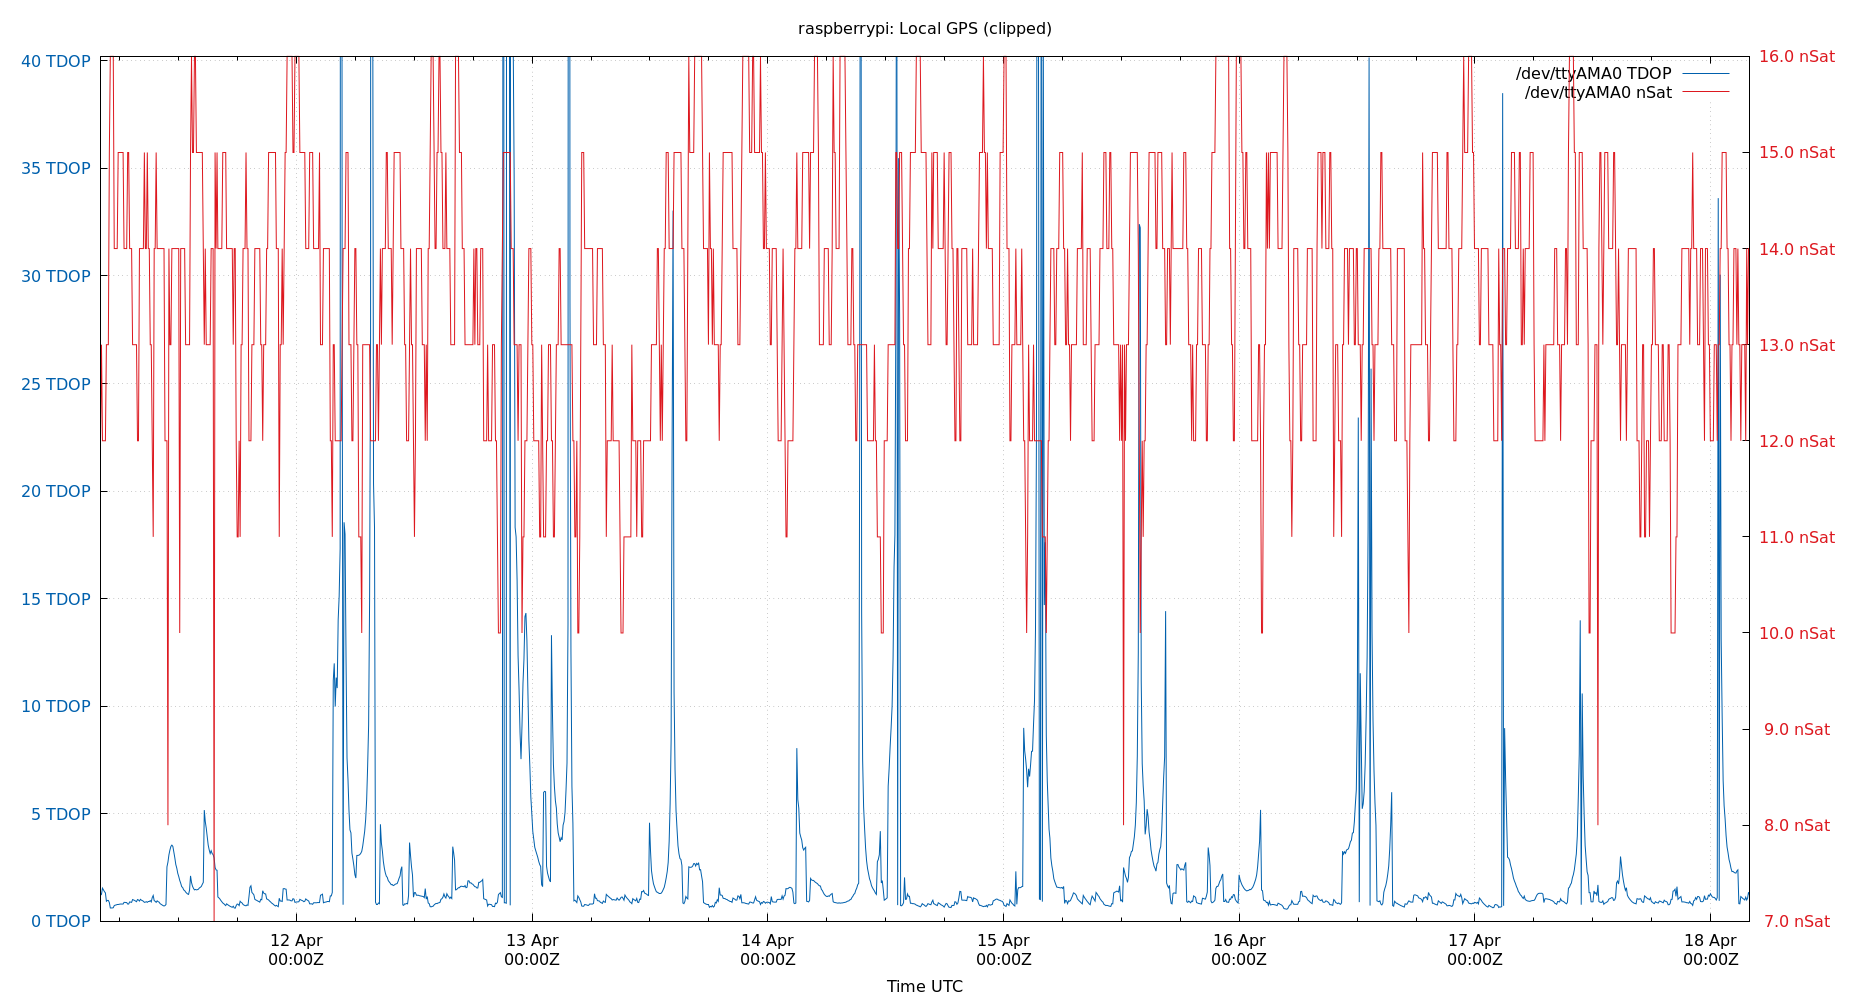 raspberrypi: Local GPS (clipped)
40 TDOP
35 TDOP
30 TDOP
25 TDOP
20 TDOP
15 TDOP
10 TDOP
5 TDOP
0 TDOP
16.0 nSat
15.0 nSat
14.0 nSat
13.0 nSat
12.0 nSat
11.0 nSat
10.0 nSat
9.0 nSat
8.0 nSat
7.0 nSat
/dev/ttyAMA0 TDOP
/dev/ttyAMA0 nSat
12 Apr
00:00Z
13 Apr
00:00Z
14 Apr
00:00Z
15 Apr
00:00Z
16 Apr
00:00Z
17 Apr
00:00Z
18 Apr
00:00Z
Time UTC